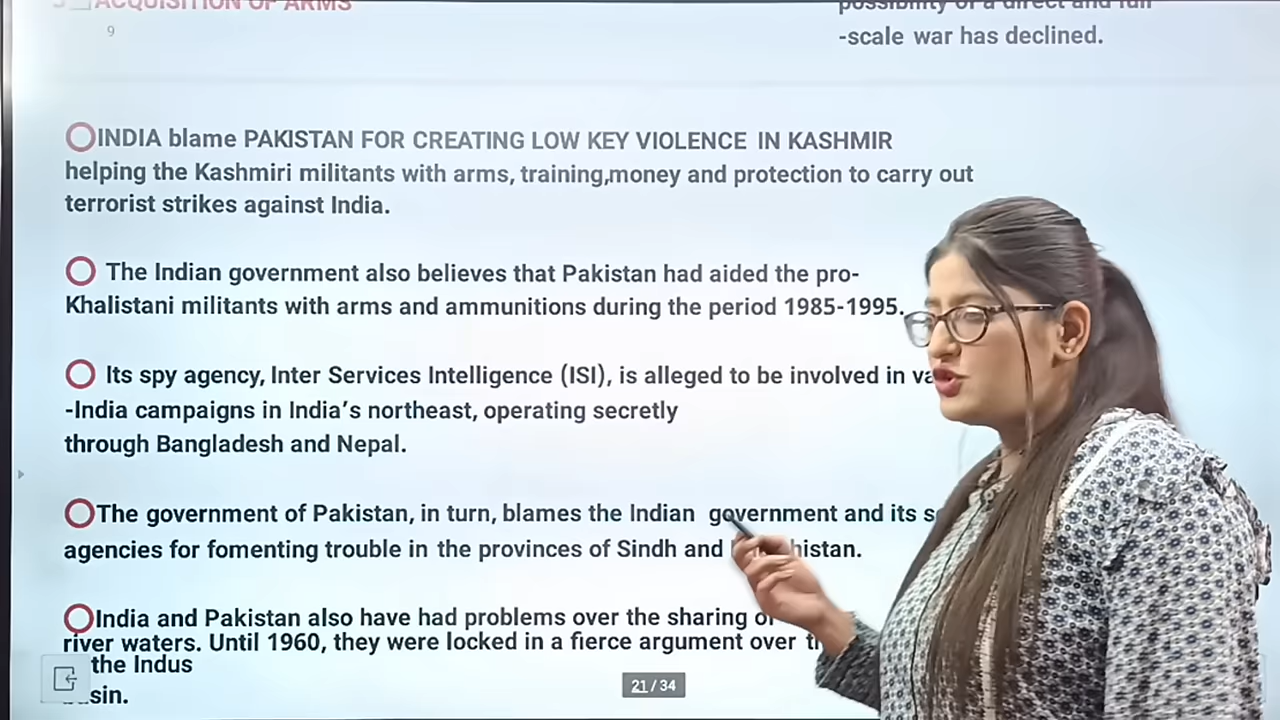 ACQUISITION OF ARMS
possibility of a direct and full
-scale war has declined.
9
INDIA blame PAKISTAN FOR CREATING LOW KEY VIOLENCE IN KASHMIR
helping the Kashmiri militants with arms, training,money and protection to carry out
terrorist strikes against India.
The Indian government also believes that Pakistan had aided the pro-
Khalistani militants with arms and ammunitions during the period 1985-1995.
Its spy agency, Inter Services Intelligence (ISI), is alleged to be involved in
-India campaigns in India’s northeast, operating secretly
through Bangladesh and Nepal.
The government of Pakistan, in turn, blames the Indian government and its
agencies for fomenting trouble in the provinces of Sindh and
India and Pakistan also have had problems over the sharing of
river waters. Until 1960, they were locked in a fierce argument over
the Indus
21 / 34